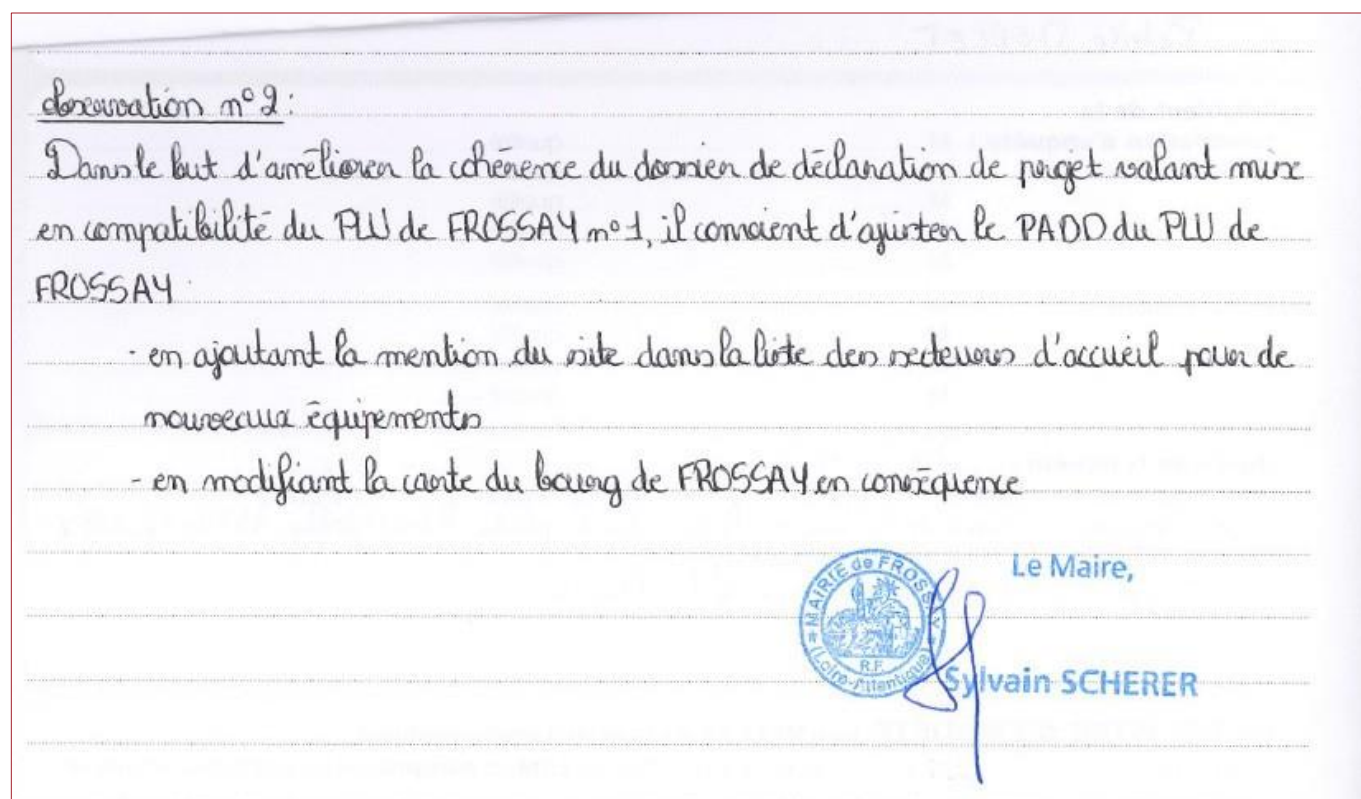 observation n° 2 :
Dans le but d'améliorer la cohérence du dossier de déclaration de projet valant mise
en compatibilité du PLU de FROSSAY n° 1, il convient d'ajuster le PADD du PLU de
FROSSAY
- en ajoutant la mention du site dans la liste des secteurs d'accueil pour de
nouveaux équipements
- en modifiant la carte du bourg de FROSSAY en conséquence
MAIRIE de FROSSAY
R.F.
(Loire-Atlantique)
Le Maire,
Sylvain SCHERER